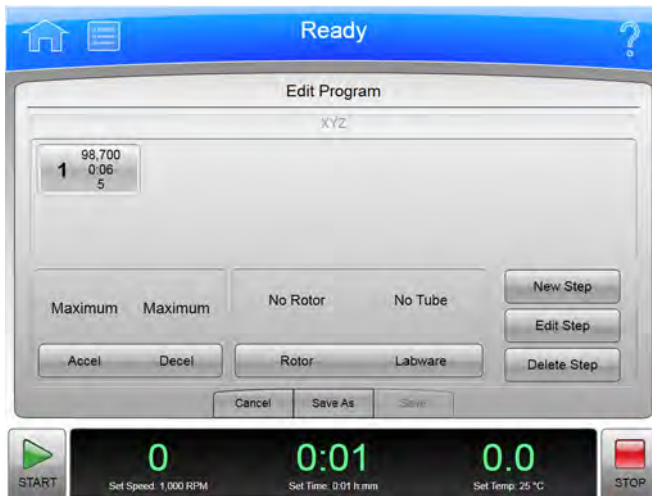 Ready
?
Edit Program
XYZ
1
98,700
0:06
5
Maximum Maximum
No Rotor No Tube
New Step
Edit Step
Accel Decel
Rotor Labware
Delete Step
Cancel Save As Save
START
0
Set Speed: 1,000 RPM
0:01
Set Time: 0:01 h:mm
0.0
Set Temp: 25 °C
STOP